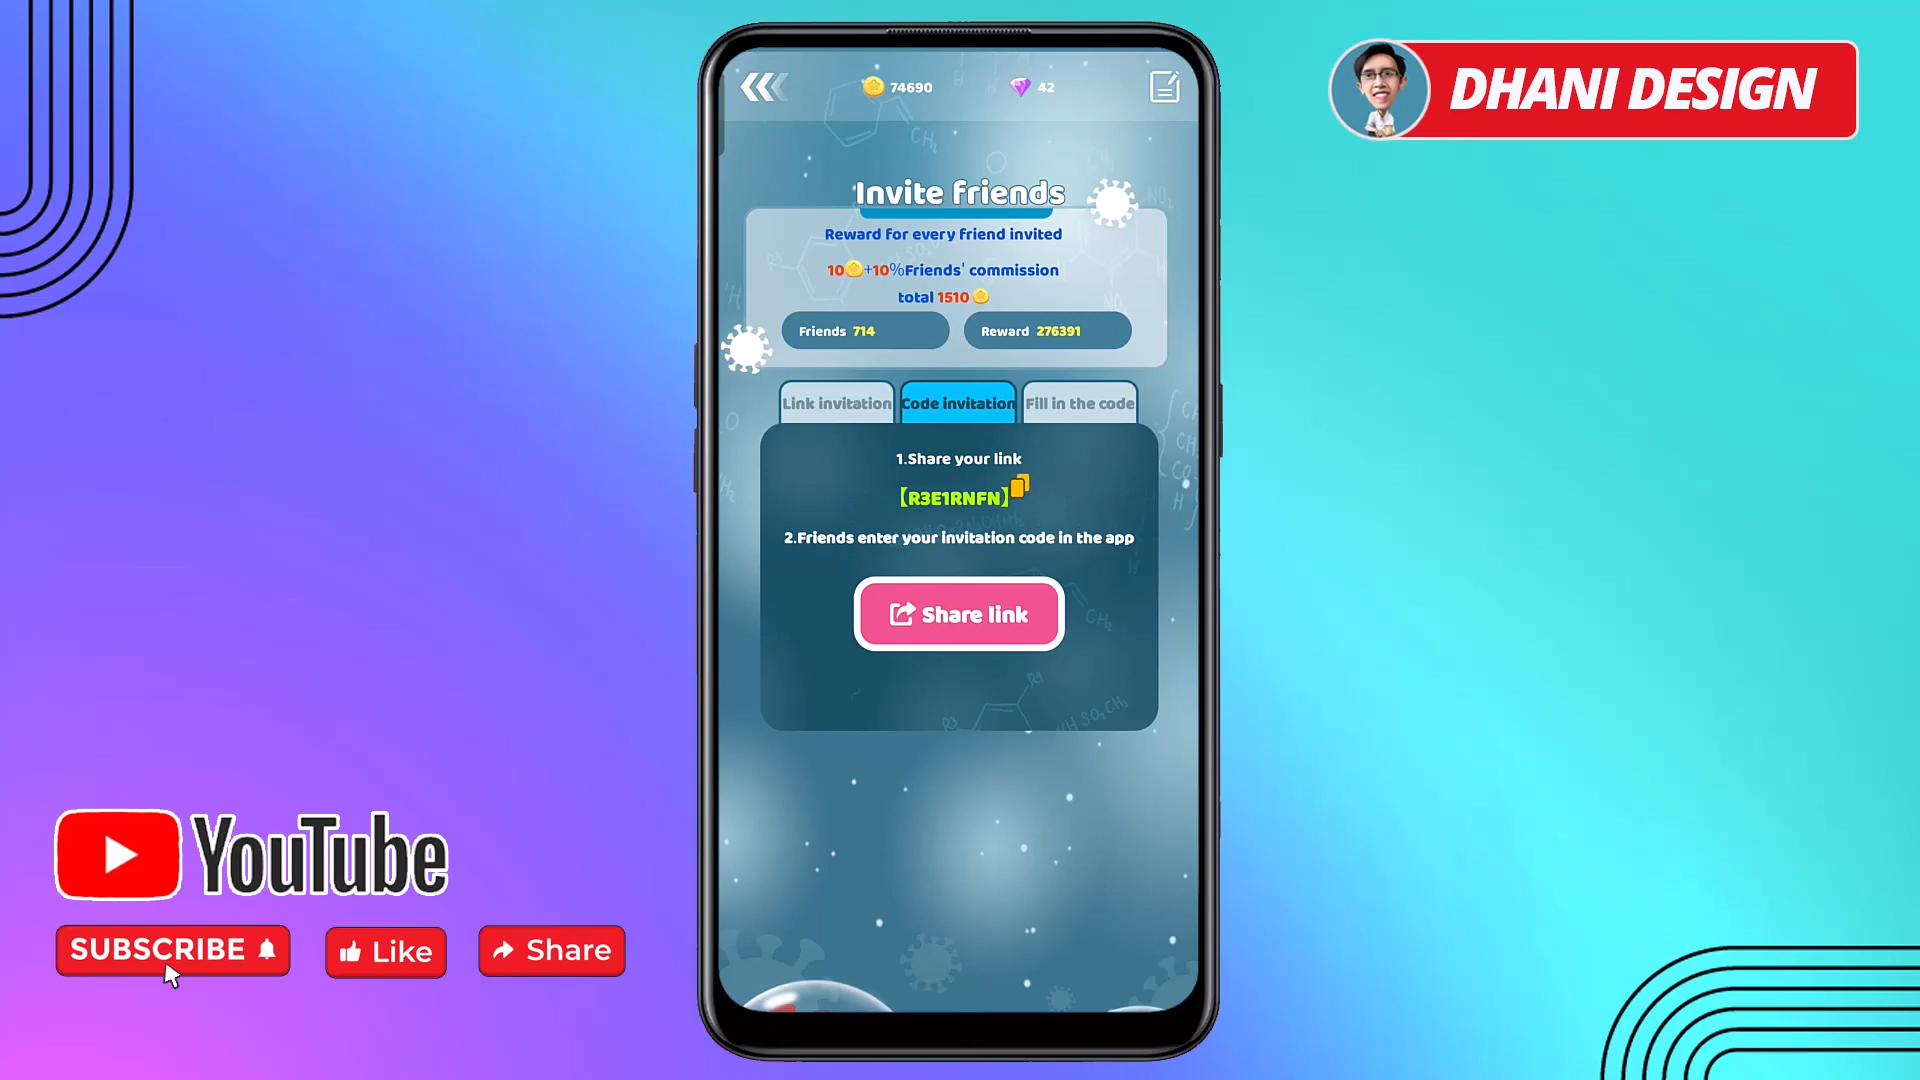 74690
42
DHANI DESIGN
Invite friends
Reward for every friend invited
10+10%Friends' commission
total 1510
Friends 714
Reward 276391
Link invitation
Code invitation
Fill in the code
1.Share your link
【R3E1RNFN】
2.Friends enter your invitation code in the app
Share link
YouTube
SUBSCRIBE
Like
Share